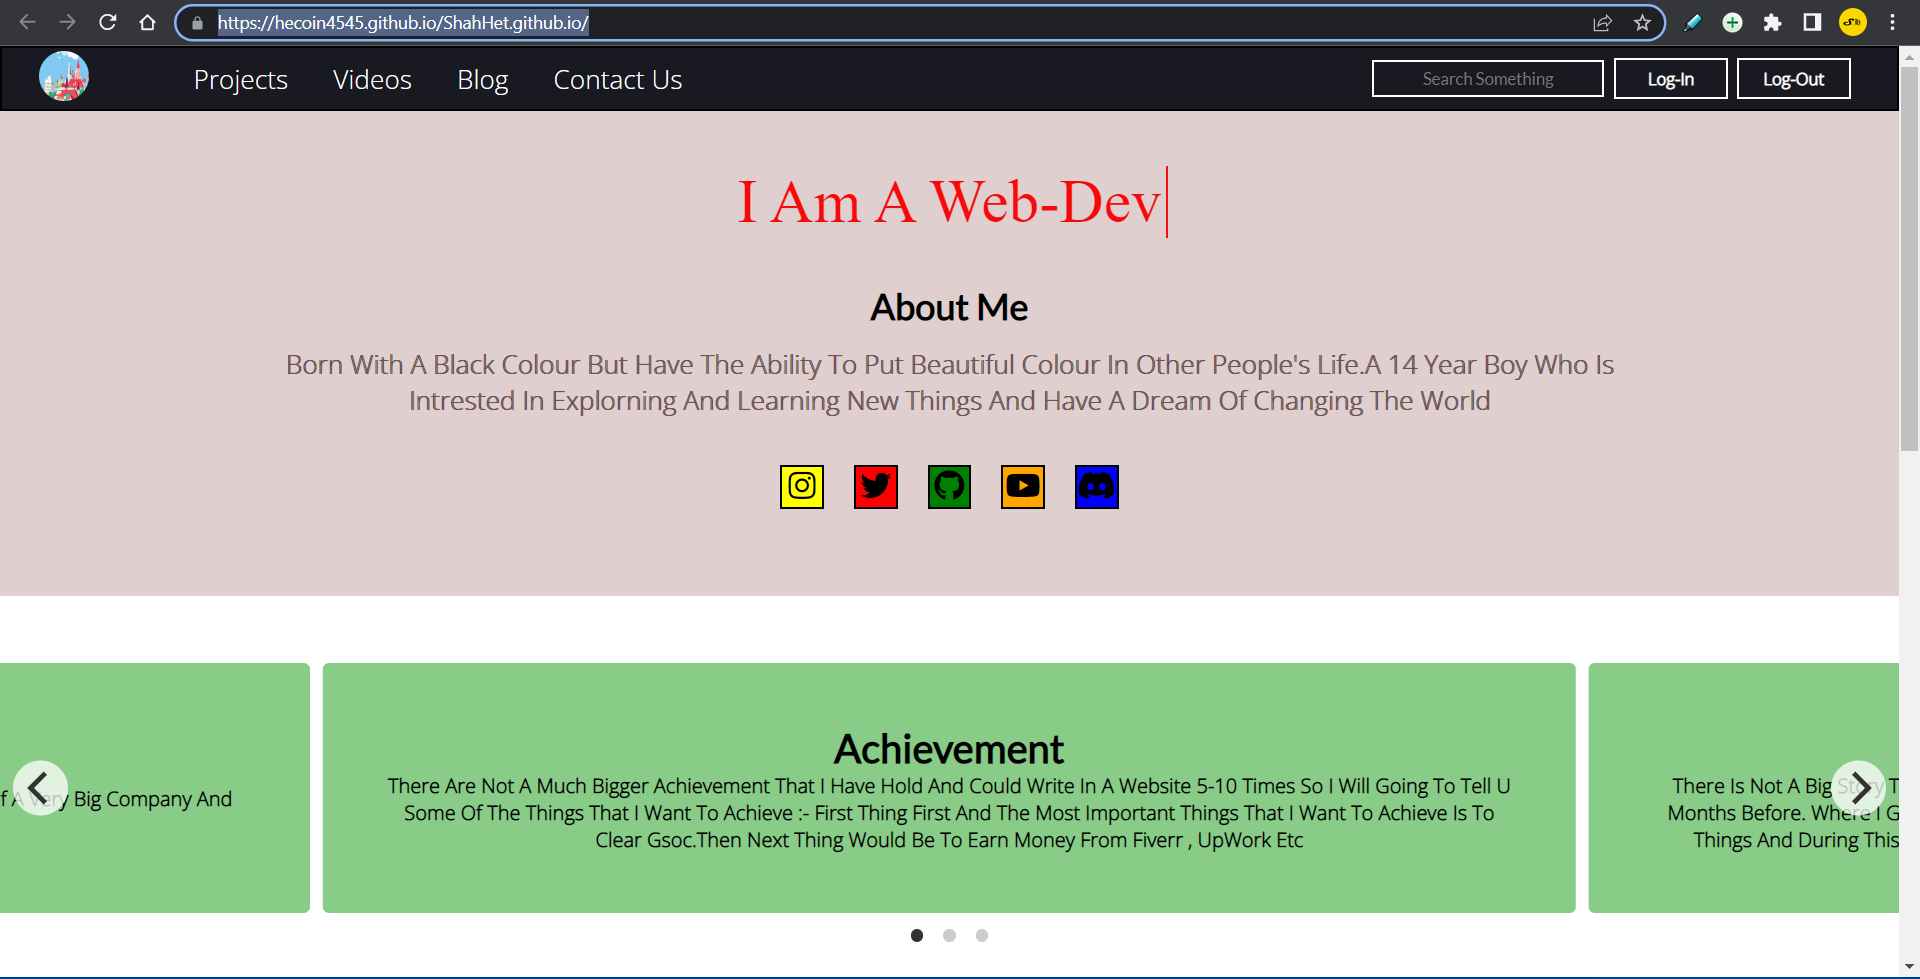 https://hecoin4545.github.io/ShahHet.github.io/
Projects Videos Blog Contact Us Search Something Log-In Log-Out
I Am A Web-Dev
About Me
Born With A Black Colour But Have The Ability To Put Beautiful Colour In Other People's Life.A 14 Year Boy Who Is
Intrested In Explorning And Learning New Things And Have A Dream Of Changing The World
f A Very Big Company And
Achievement
There Are Not A Much Bigger Achievement That I Have Hold And Could Write In A Website 5-10 Times So I Will Going To Tell U
Some Of The Things That I Want To Achieve :- First Thing First And The Most Important Things That I Want To Achieve Is To
Clear Gsoc.Then Next Thing Would Be To Earn Money From Fiverr , UpWork Etc
There Is Not A Big Story T
Months Before. Where I G
Things And During This